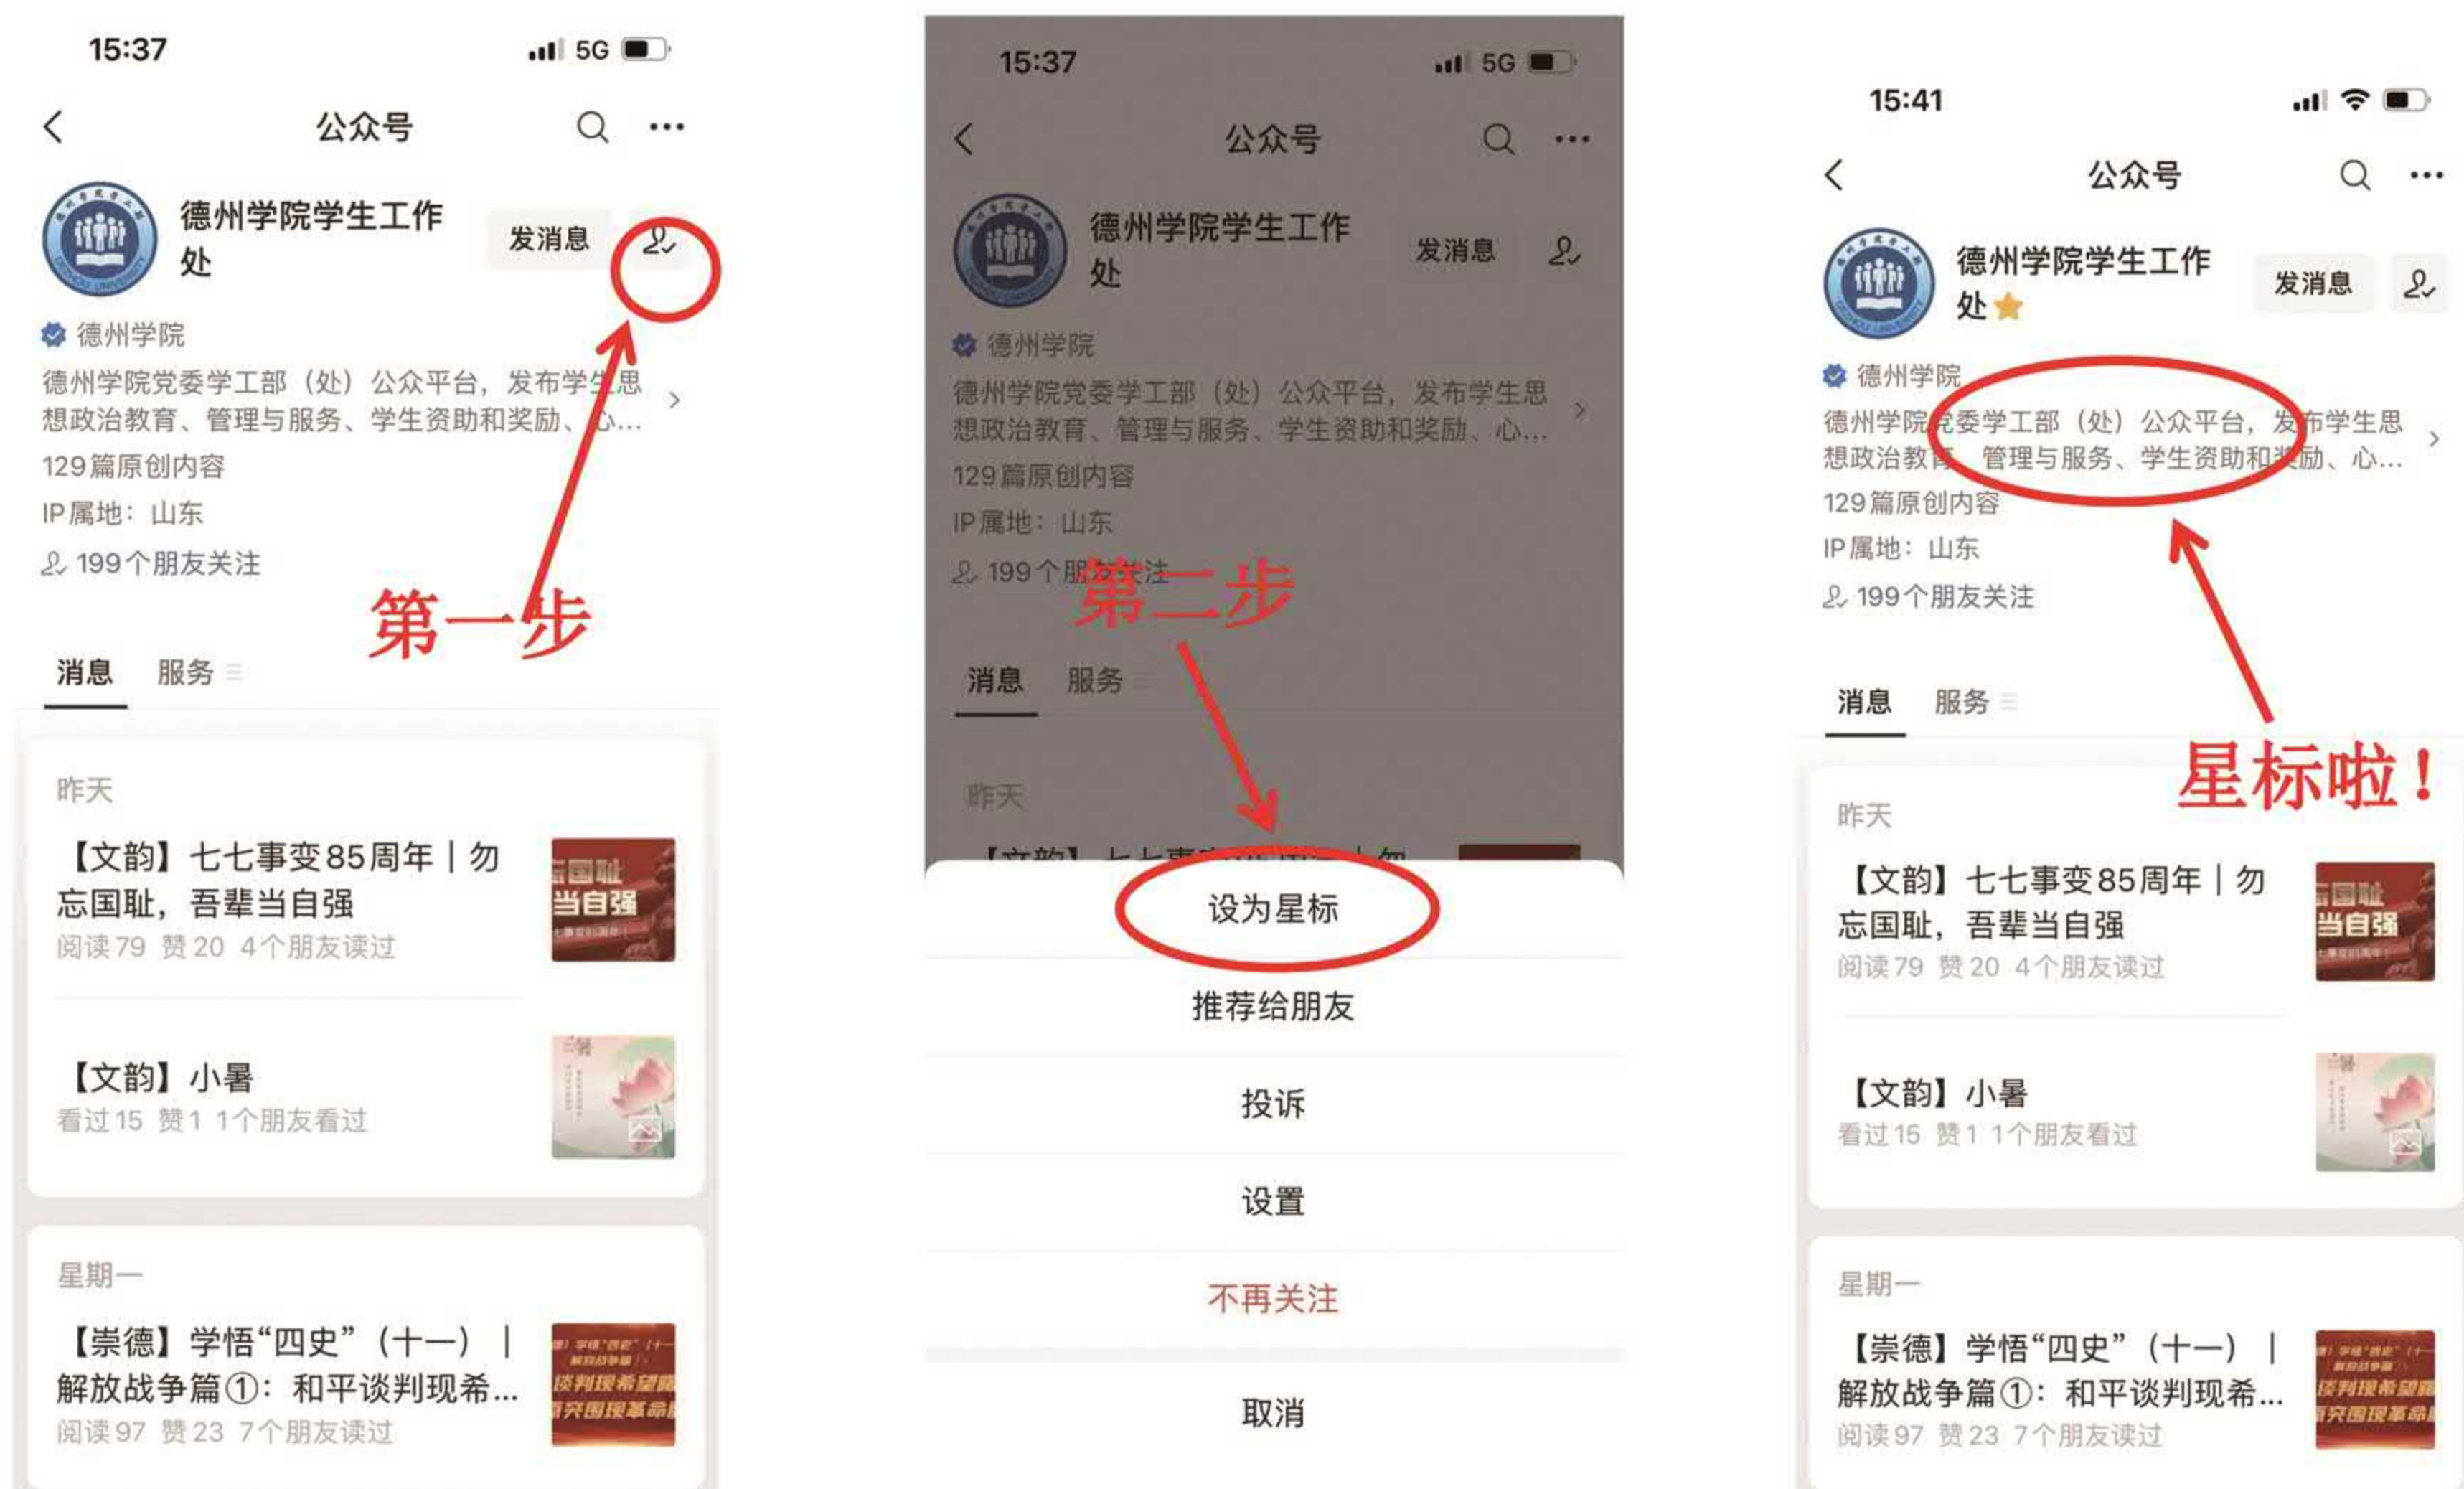 15:37
5G
公众号
德州学院学生工作
处
发消息
德州学院
德州学院党委学工部（处）公众平台，发布学生思
想政治教育、管理与服务、学生资助和奖励、心...
129篇原创内容
IP属地：山东
199个朋友关注
第一步
消息
服务
昨天
【文韵】七七事变85周年｜勿
忘国耻，吾辈当自强
阅读79 赞20 4个朋友读过
【文韵】小暑
看过15 赞1 1个朋友看过
星期一
【崇德】学悟“四史”（十一）｜
解放战争篇①：和平谈判现希...
阅读97 赞23 7个朋友读过
15:37
5G
公众号
德州学院学生工作
处
发消息
德州学院
德州学院党委学工部（处）公众平台，发布学生思
想政治教育、管理与服务、学生资助和奖励、心...
129篇原创内容
IP属地：山东
199个朋友关注
第二步
消息
服务
昨天
设为星标
推荐给朋友
投诉
设置
不再关注
取消
15:41
公众号
德州学院学生工作
处
发消息
德州学院
德州学院党委学工部（处）公众平台，发布学生思
想政治教育、管理与服务、学生资助和奖励、心...
129篇原创内容
IP属地：山东
199个朋友关注
星标啦！
消息
服务
昨天
【文韵】七七事变85周年｜勿
忘国耻，吾辈当自强
阅读79 赞20 4个朋友读过
【文韵】小暑
看过15 赞1 1个朋友看过
星期一
【崇德】学悟“四史”（十一）｜
解放战争篇①：和平谈判现希...
阅读97 赞23 7个朋友读过